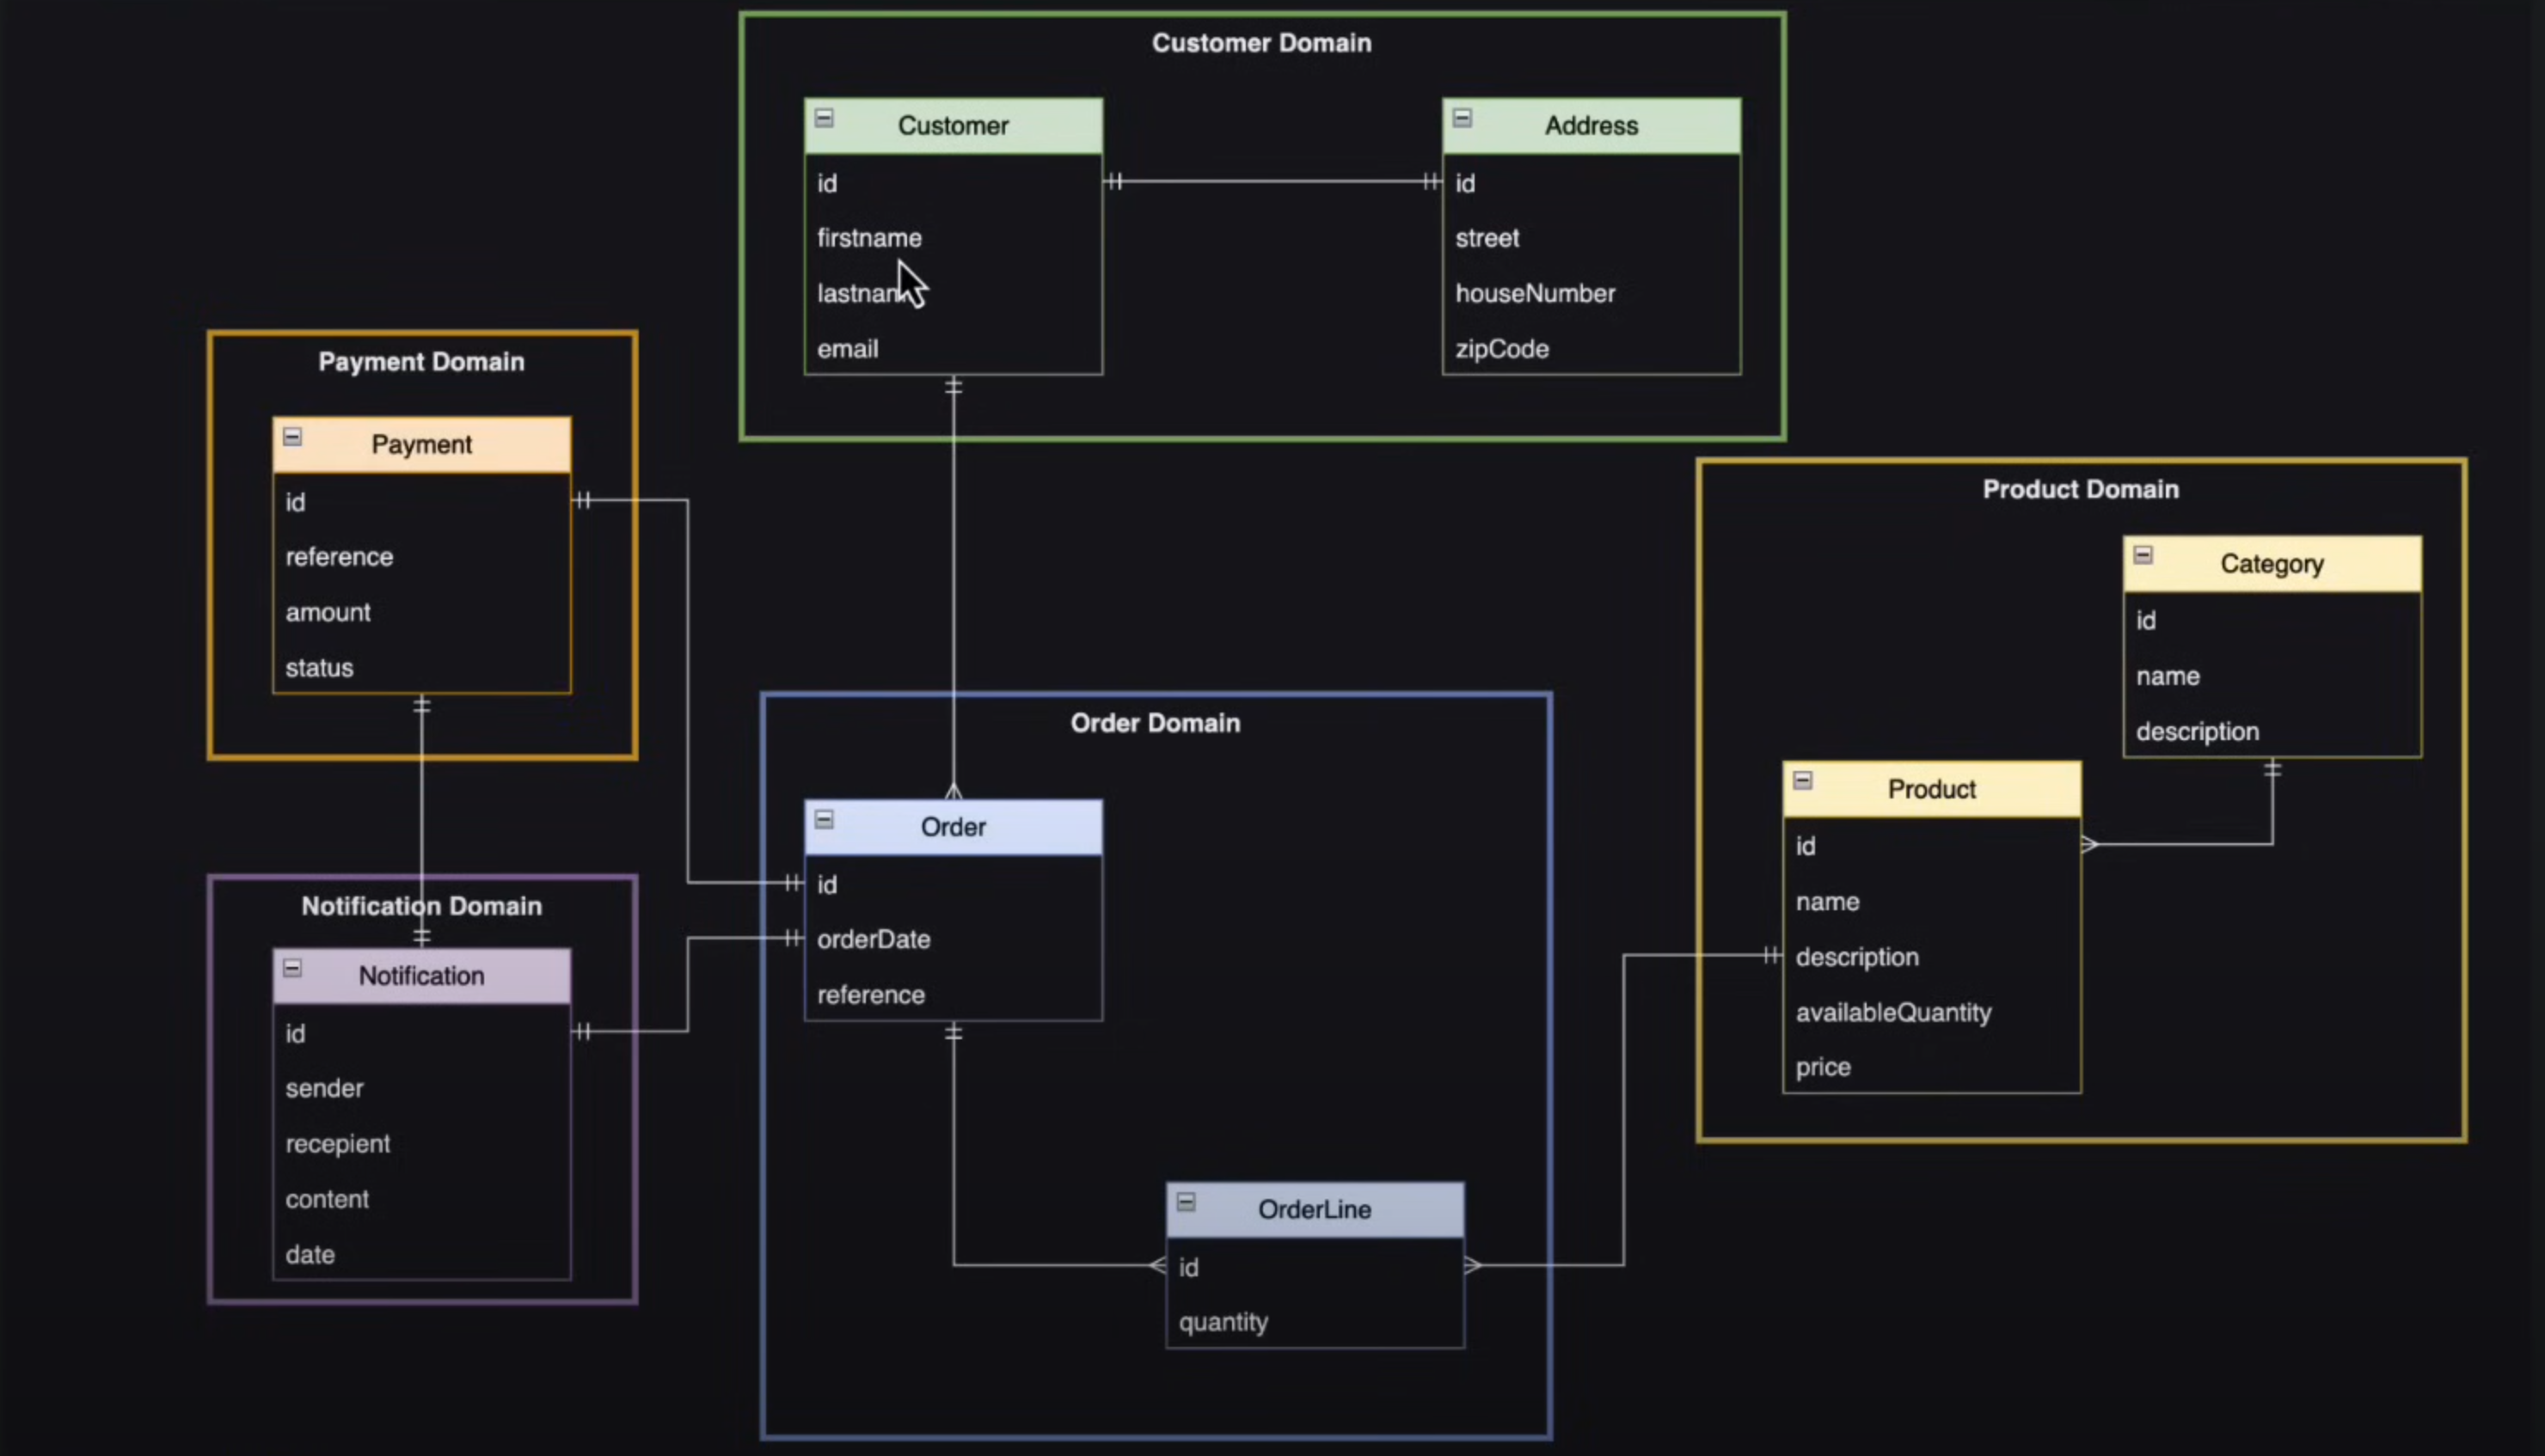 Customer Domain
Customer
id
firstname
email
Address
id
street
houseNumber
zipCode
Payment Domain
Payment
id
reference
amount
status
Product Domain
Category
id
name
description
Product
id
name
description
availableQuantity
price
Order Domain
Order
id
orderDate
reference
OrderLine
id
quantity
Notification Domain
Notification
id
sender
recepient
content
date